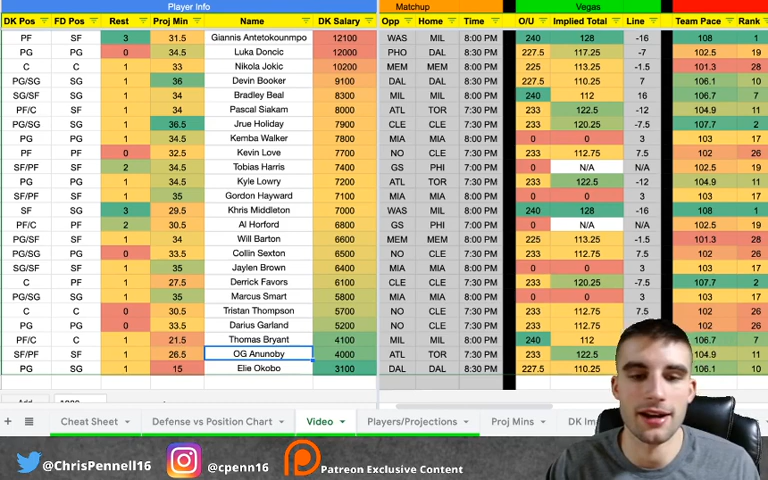 Player Info Matchup Vegas
DK Pos FD Pos Rest Proj Min Name DK Salary Opp Home Time O/U Implied Total Line Team Pace Rank
PF SF 3 31.5 Giannis Antetokounmpo 12100 WAS MIL 8:00 PM 240 128 -16 108 1
PG PG 0 34.5 Luka Doncic 12000 PHO DAL 8:30 PM 227.5 117.25 -7 102.5 19
C C 1 33 Nikola Jokic 10200 MEM MEM 8:00 PM 225 113.25 -1.5 101.3 28
PG/SG SG 1 36 Devin Booker 9100 DAL DAL 8:30 PM 227.5 110.25 7 106.1 10
SG/SF SF 1 34 Bradley Beal 8300 MIL MIL 8:00 PM 240 112 16 106.7 7
PF/C SF 1 34 Pascal Siakam 8000 ATL TOR 7:30 PM 233 122.5 -12 104.9 11
PG/SG SG 1 36.5 Jrue Holiday 7900 CLE CLE 7:30 PM 233 120.25 -7.5 107.7 2
PG PG 1 34.5 Kemba Walker 7800 MIA MIA 7:30 PM 0 0 3 103 17
PF PF 0 32.5 Kevin Love 7700 NO CLE 7:30 PM 233 112.75 7.5 102 26
SF/PF SF 2 34.5 Tobias Harris 7400 GS PHI 7:00 PM 0 N/A N/A 102.5 19
PG PG 1 34.5 Kyle Lowry 7200 ATL TOR 7:30 PM 233 122.5 -12 104.9 11
SF/PF SF 1 35 Gordon Hayward 7100 MIA MIA 7:30 PM 0 0 3 103 17
SF SG 3 29.5 Khris Middleton 7000 WAS MIL 8:00 PM 240 128 -16 108 1
PF/C PF 2 30.5 Al Horford 6800 GS PHI 7:00 PM 0 N/A N/A 102.5 19
PG/SF SG 1 34 Will Barton 6600 MEM MEM 8:00 PM 225 113.25 -1.5 101.3 28
PG/SG PG 0 33.5 Collin Sexton 6500 NO CLE 7:30 PM 233 112.75 7.5 102 26
SG/SF SF 1 35 Jaylen Brown 6400 MIA MIA 7:30 PM 0 0 3 103 17
C PF 1 27.5 Derrick Favors 6100 CLE CLE 7:30 PM 233 120.25 -7.5 107.7 2
PG/SG SG 1 35 Marcus Smart 5800 MIA MIA 7:30 PM 0 0 3 103 17
C C 0 30.5 Tristan Thompson 5700 NO CLE 7:30 PM 233 112.75 7.5 102 26
PG PG 0 33.5 Darius Garland 5200 NO CLE 7:30 PM 233 112.75 102 26
PF/C C 1 21.5 Thomas Bryant 4100 MIL MIL 8:00 PM 240 112 106.7 7
SF/PF SF 1 26.5 OG Anunoby 4000 ATL TOR 7:30 PM 233 122.5 104.9 11
PG SG 1 15 Elie Okobo 3100 DAL DAL 8:30 PM 227.5 110.25 106.1 10
Cheat Sheet Defense vs Position Chart Video Players/Projections Proj Mins
@ChrisPennell16 @cpenn16 Patreon Exclusive Content